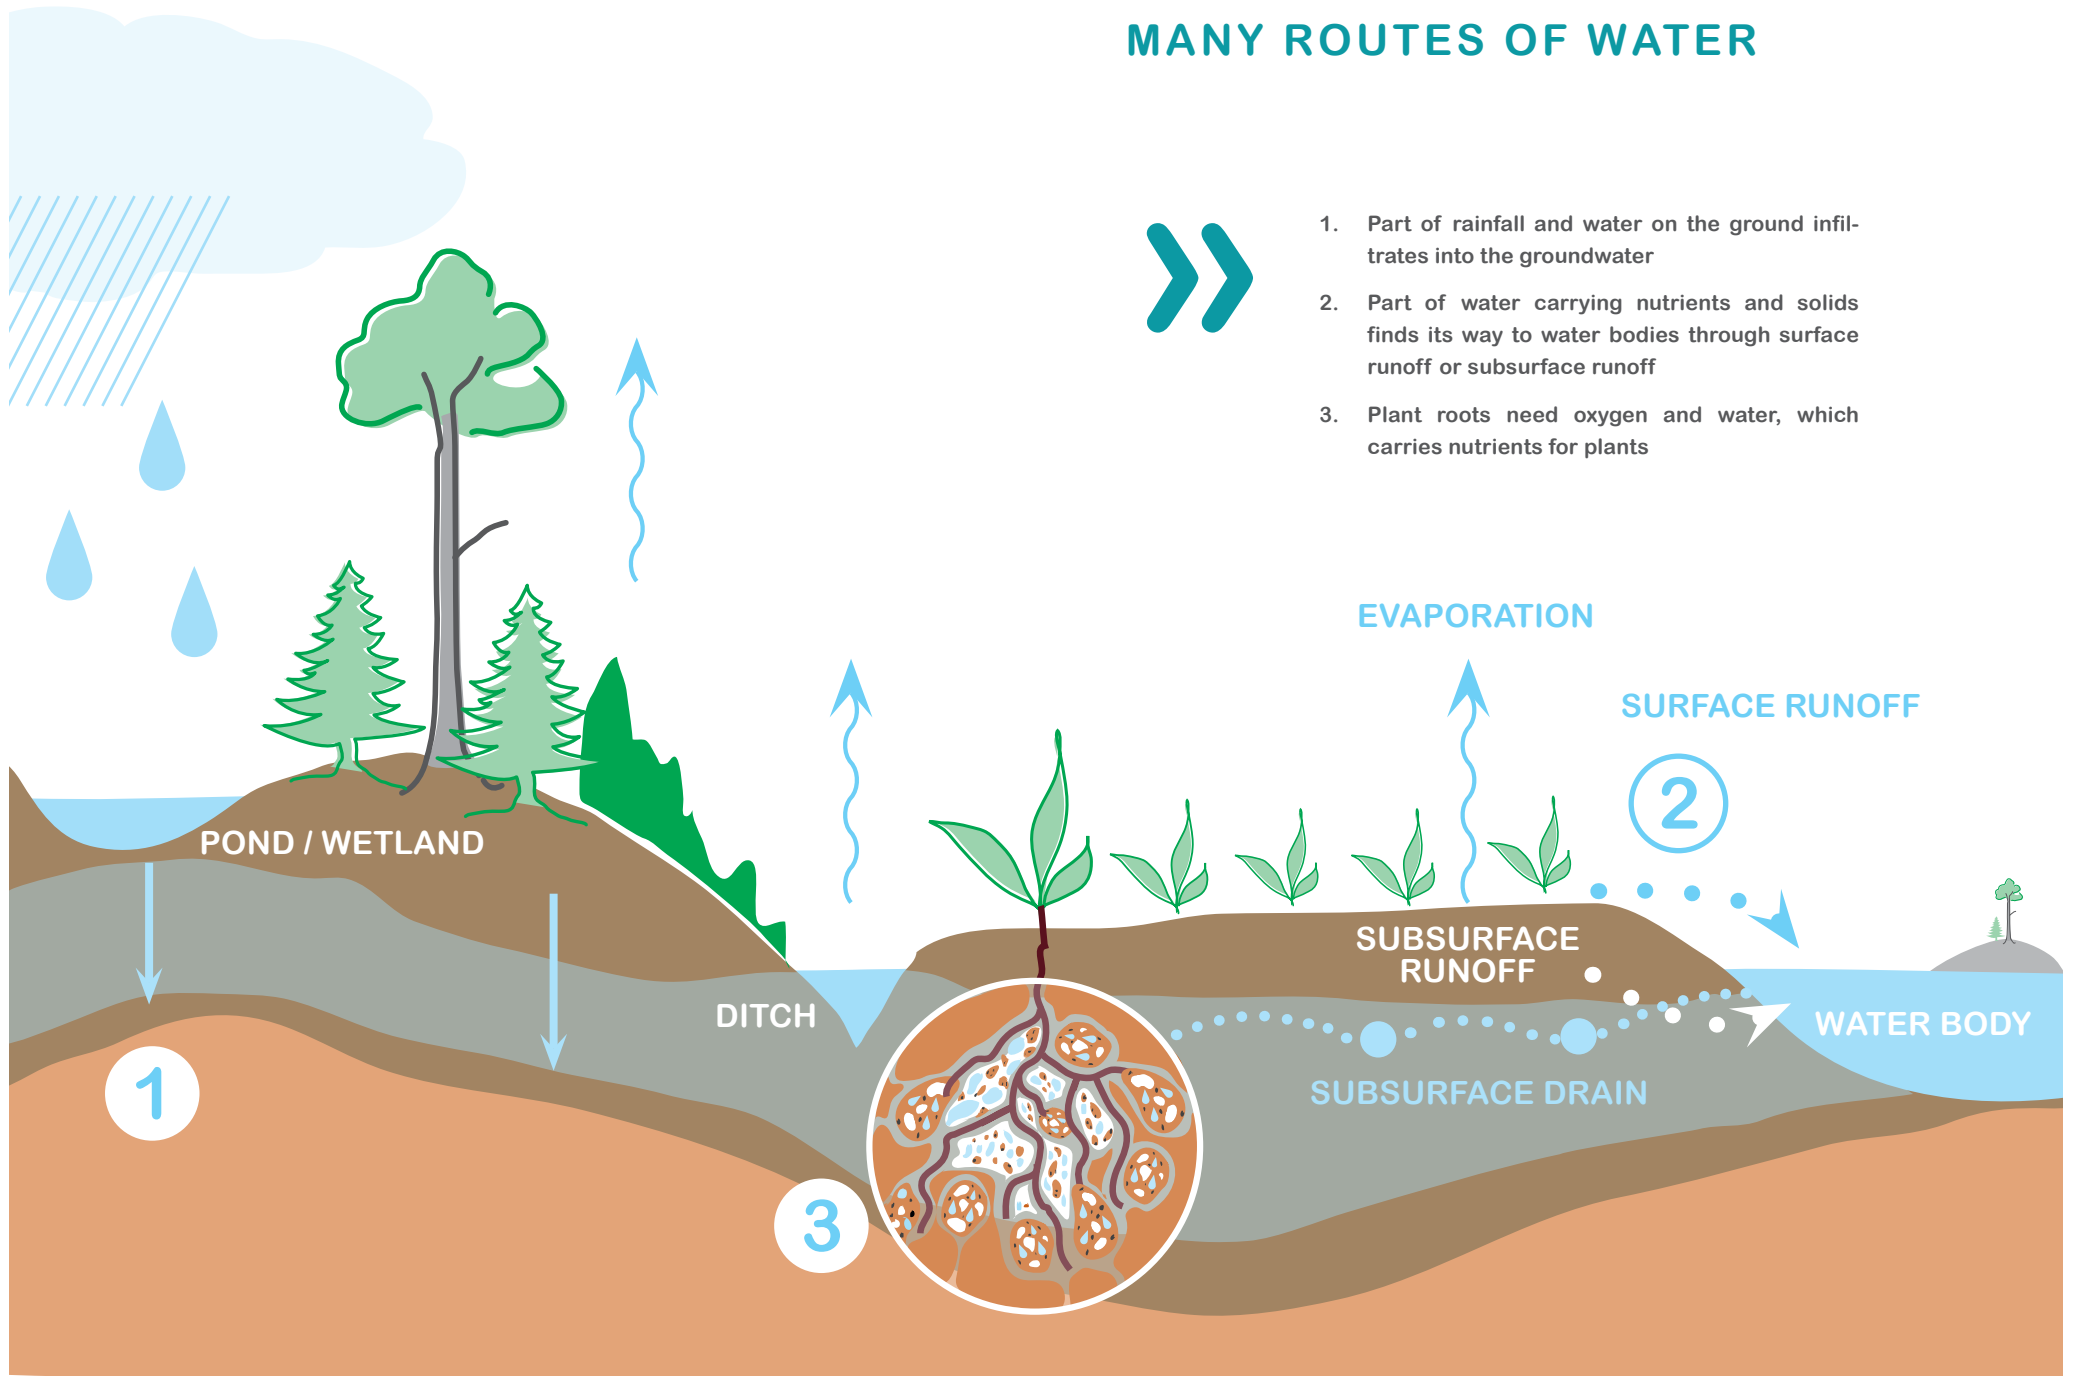 MANY ROUTES OF WATER
1. Part of rainfall and water on the ground infil-
trates into the groundwater
2. Part of water carrying nutrients and solids
finds its way to water bodies through surface
runoff or subsurface runoff
3. Plant roots need oxygen and water, which
carries nutrients for plants
EVAPORATION
SURFACE RUNOFF
2
POND / WETLAND
SUBSURFACE
RUNOFF
DITCH
WATER BODY
SUBSURFACE DRAIN
1
3